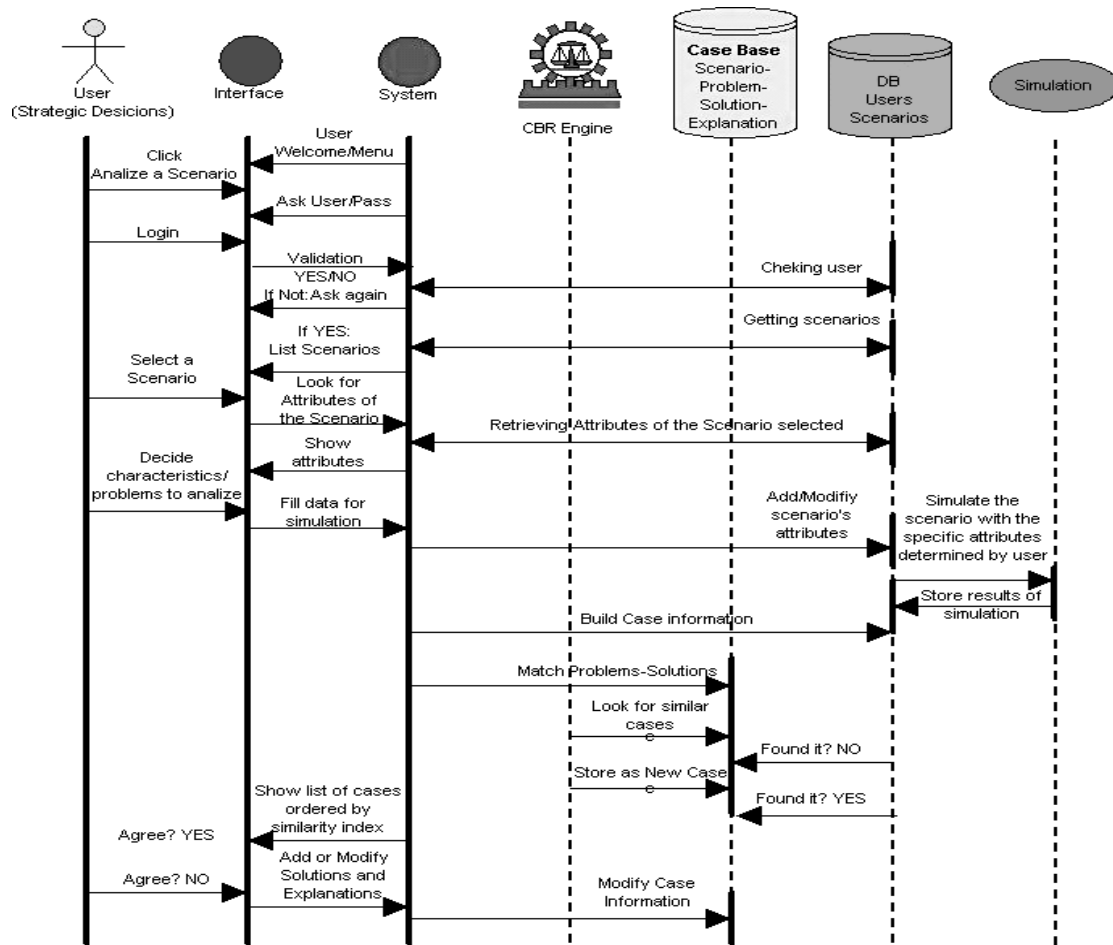 User
(Strategic Desicions)
Interface
System
CBR Engine
Case Base
Scenario-
Problem-
Solution-
Explanation
DB
Users
Scenarios
Simulation
User
Welcome/Menu
Click
Analize a Scenario
Ask User/Pass
Login
Validation
YES/NO
If Not: Ask again
Cheking user
Getting scenarios
If YES:
List Scenarios
Select a
Scenario
Look for
Attributes of
the Scenario
Retrieving Attributes of the Scenario selected
Show
attributes
Decide
characteristics/
problems to analize
Fill data for
simulation
Add/Modifiy
scenario's
attributes
Simulate the
scenario with the
specific attributes
determined by user
Store results of
simulation
Build Case information
Match Problems-Solutions
Look for similar
cases
Found it? NO
Store as New Case
Found it? YES
Show list of cases
ordered by
similarity index
Agree? YES
Add or Modify
Solutions and
Explanations
Agree? NO
Modify Case
Information